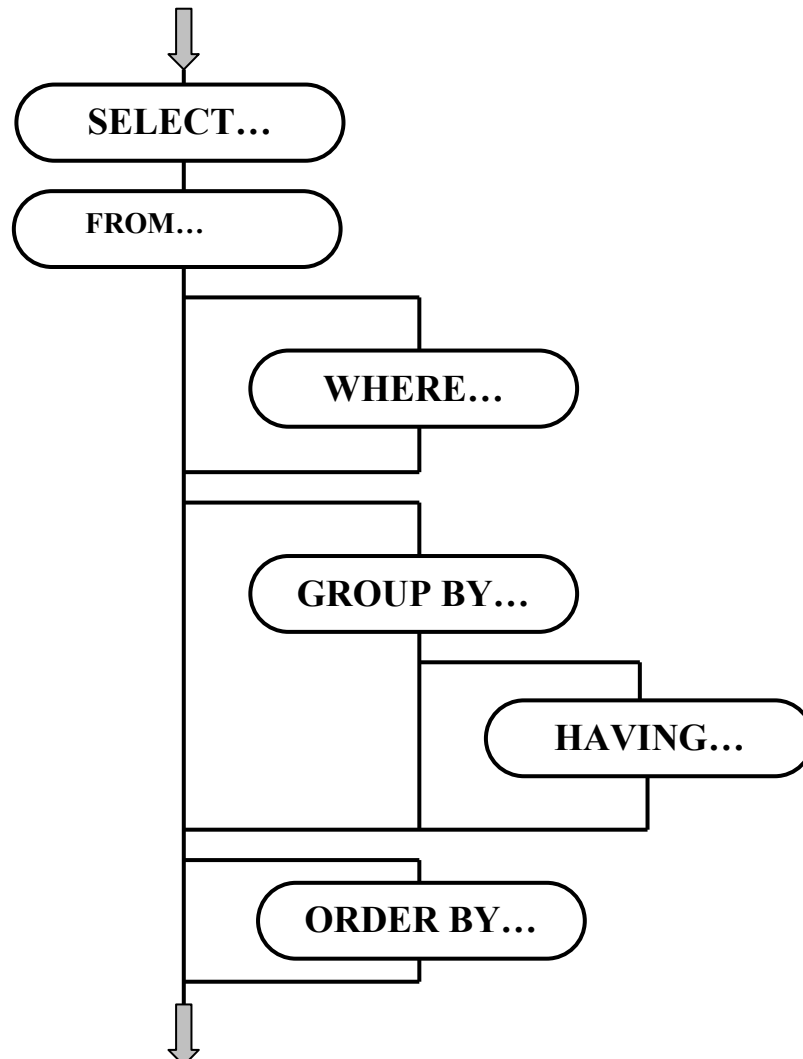 SELECT…
FROM…
WHERE…
GROUP BY…
HAVING…
ORDER BY…